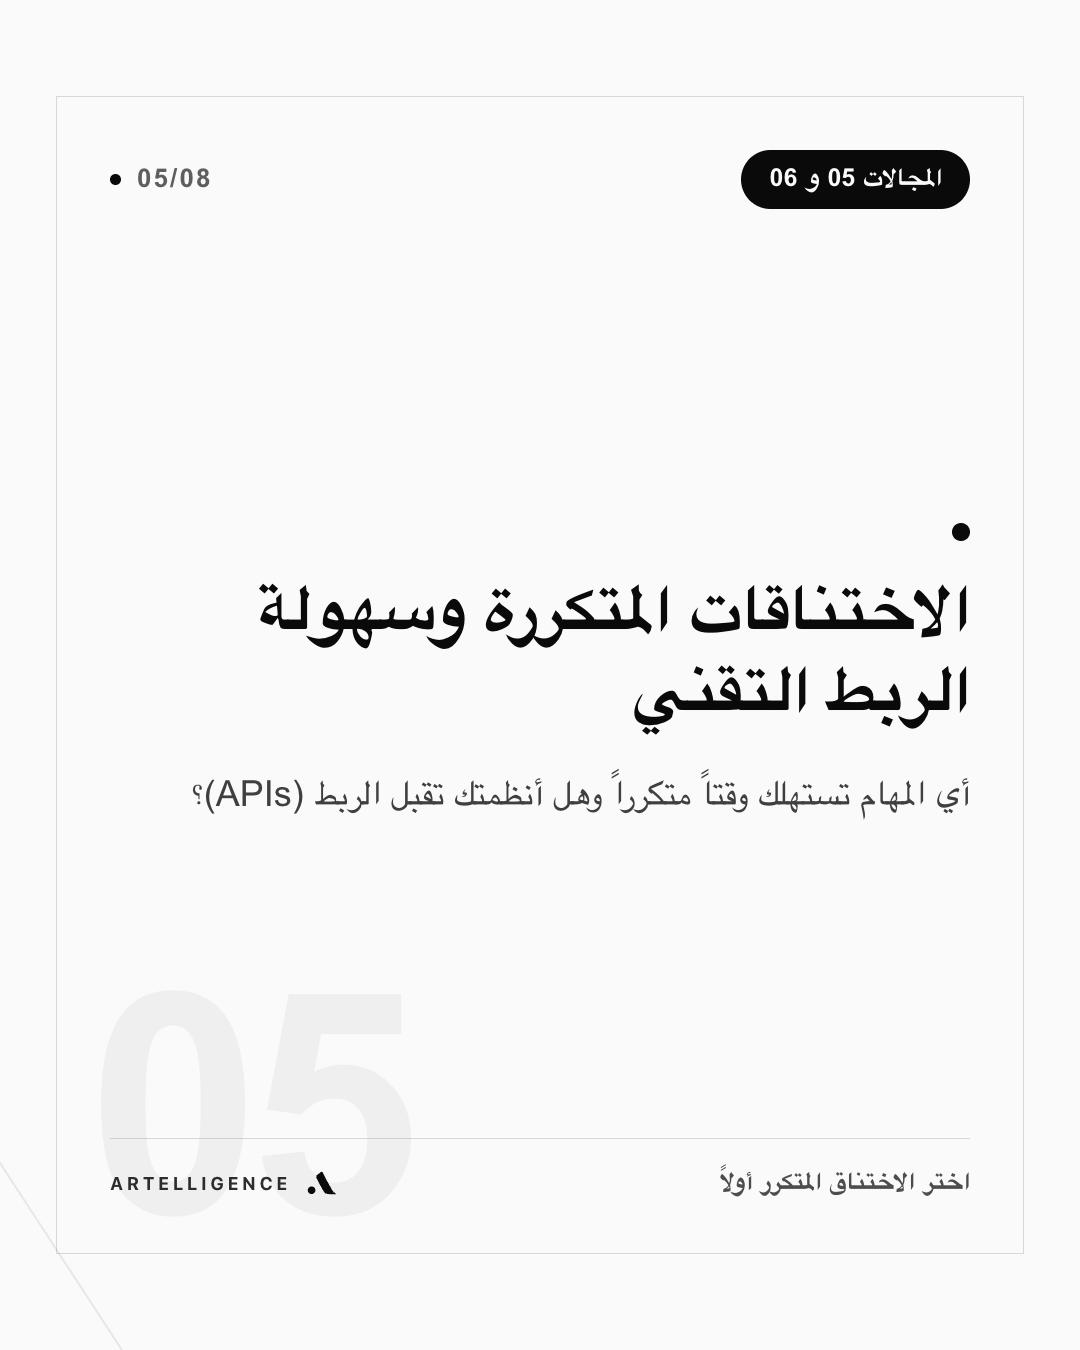 المجالات 05 و 06
05/08
الاختناقات المتكررة وسهولة
الربط التقني
أي المهام تستهلك وقتاً متكرراً وهل أنظمتك تقبل الربط (APIs)؟
05
اختر الاختناق المتكرر أولاً
ARTELLIGENCE